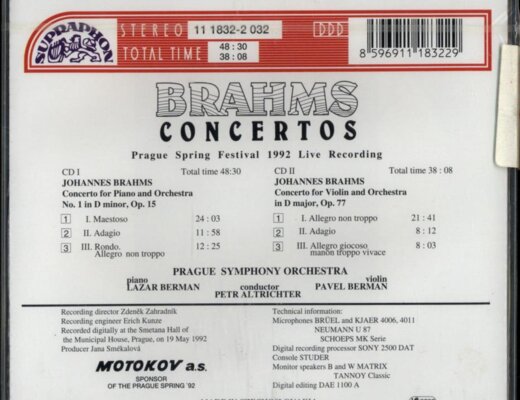 SUPRAPHON
STEREO 11 1832-2 032 DDD
TOTAL TIME 48 : 30
38 : 08
8 596911 183229
BRAHMS
CONCERTOS
Prague Spring Festival 1992 Live Recording
CD I Total time 48:30
JOHANNES BRAHMS
Concerto for Piano and Orchestra
No. 1 in D minor, Op. 15
1 I. Maestoso 24 : 03
2 II. Adagio 11 : 58
3 III. Rondo. 12 : 25
Allegro non troppo
CD II Total time 38 : 08
JOHANNES BRAHMS
Concerto for Violin and Orchestra
in D major, Op. 77
1 I. Allegro non troppo 21 : 41
2 II. Adagio 8 : 12
3 III. Allegro giocoso 8 : 03
manon troppo vivace
PRAGUE SYMPHONY ORCHESTRA
piano
LAZAR BERMAN
conductor
PETR ALTRICHTER
violin
PAVEL BERMAN
Recording director Zdeněk Zahradník
Recording engineer Erich Kunze
Recorded digitally at the Smetana Hall of
the Municipal House, Prague, on 19 May 1992
Producer Jana Smékalová
MOTOKOV a.s.
SPONSOR
OF THE PRAGUE SPRING '92
Technical information:
Microphones BRÜEL and KJAER 4006, 4011
NEUMANN U 87
SCHOEPS MK Serie
Digital recording processor SONY 2500 DAT
Console STUDER
Monitor speakers B and W MATRIX
TANNOY Classic
Digital editing DAE 1100 A